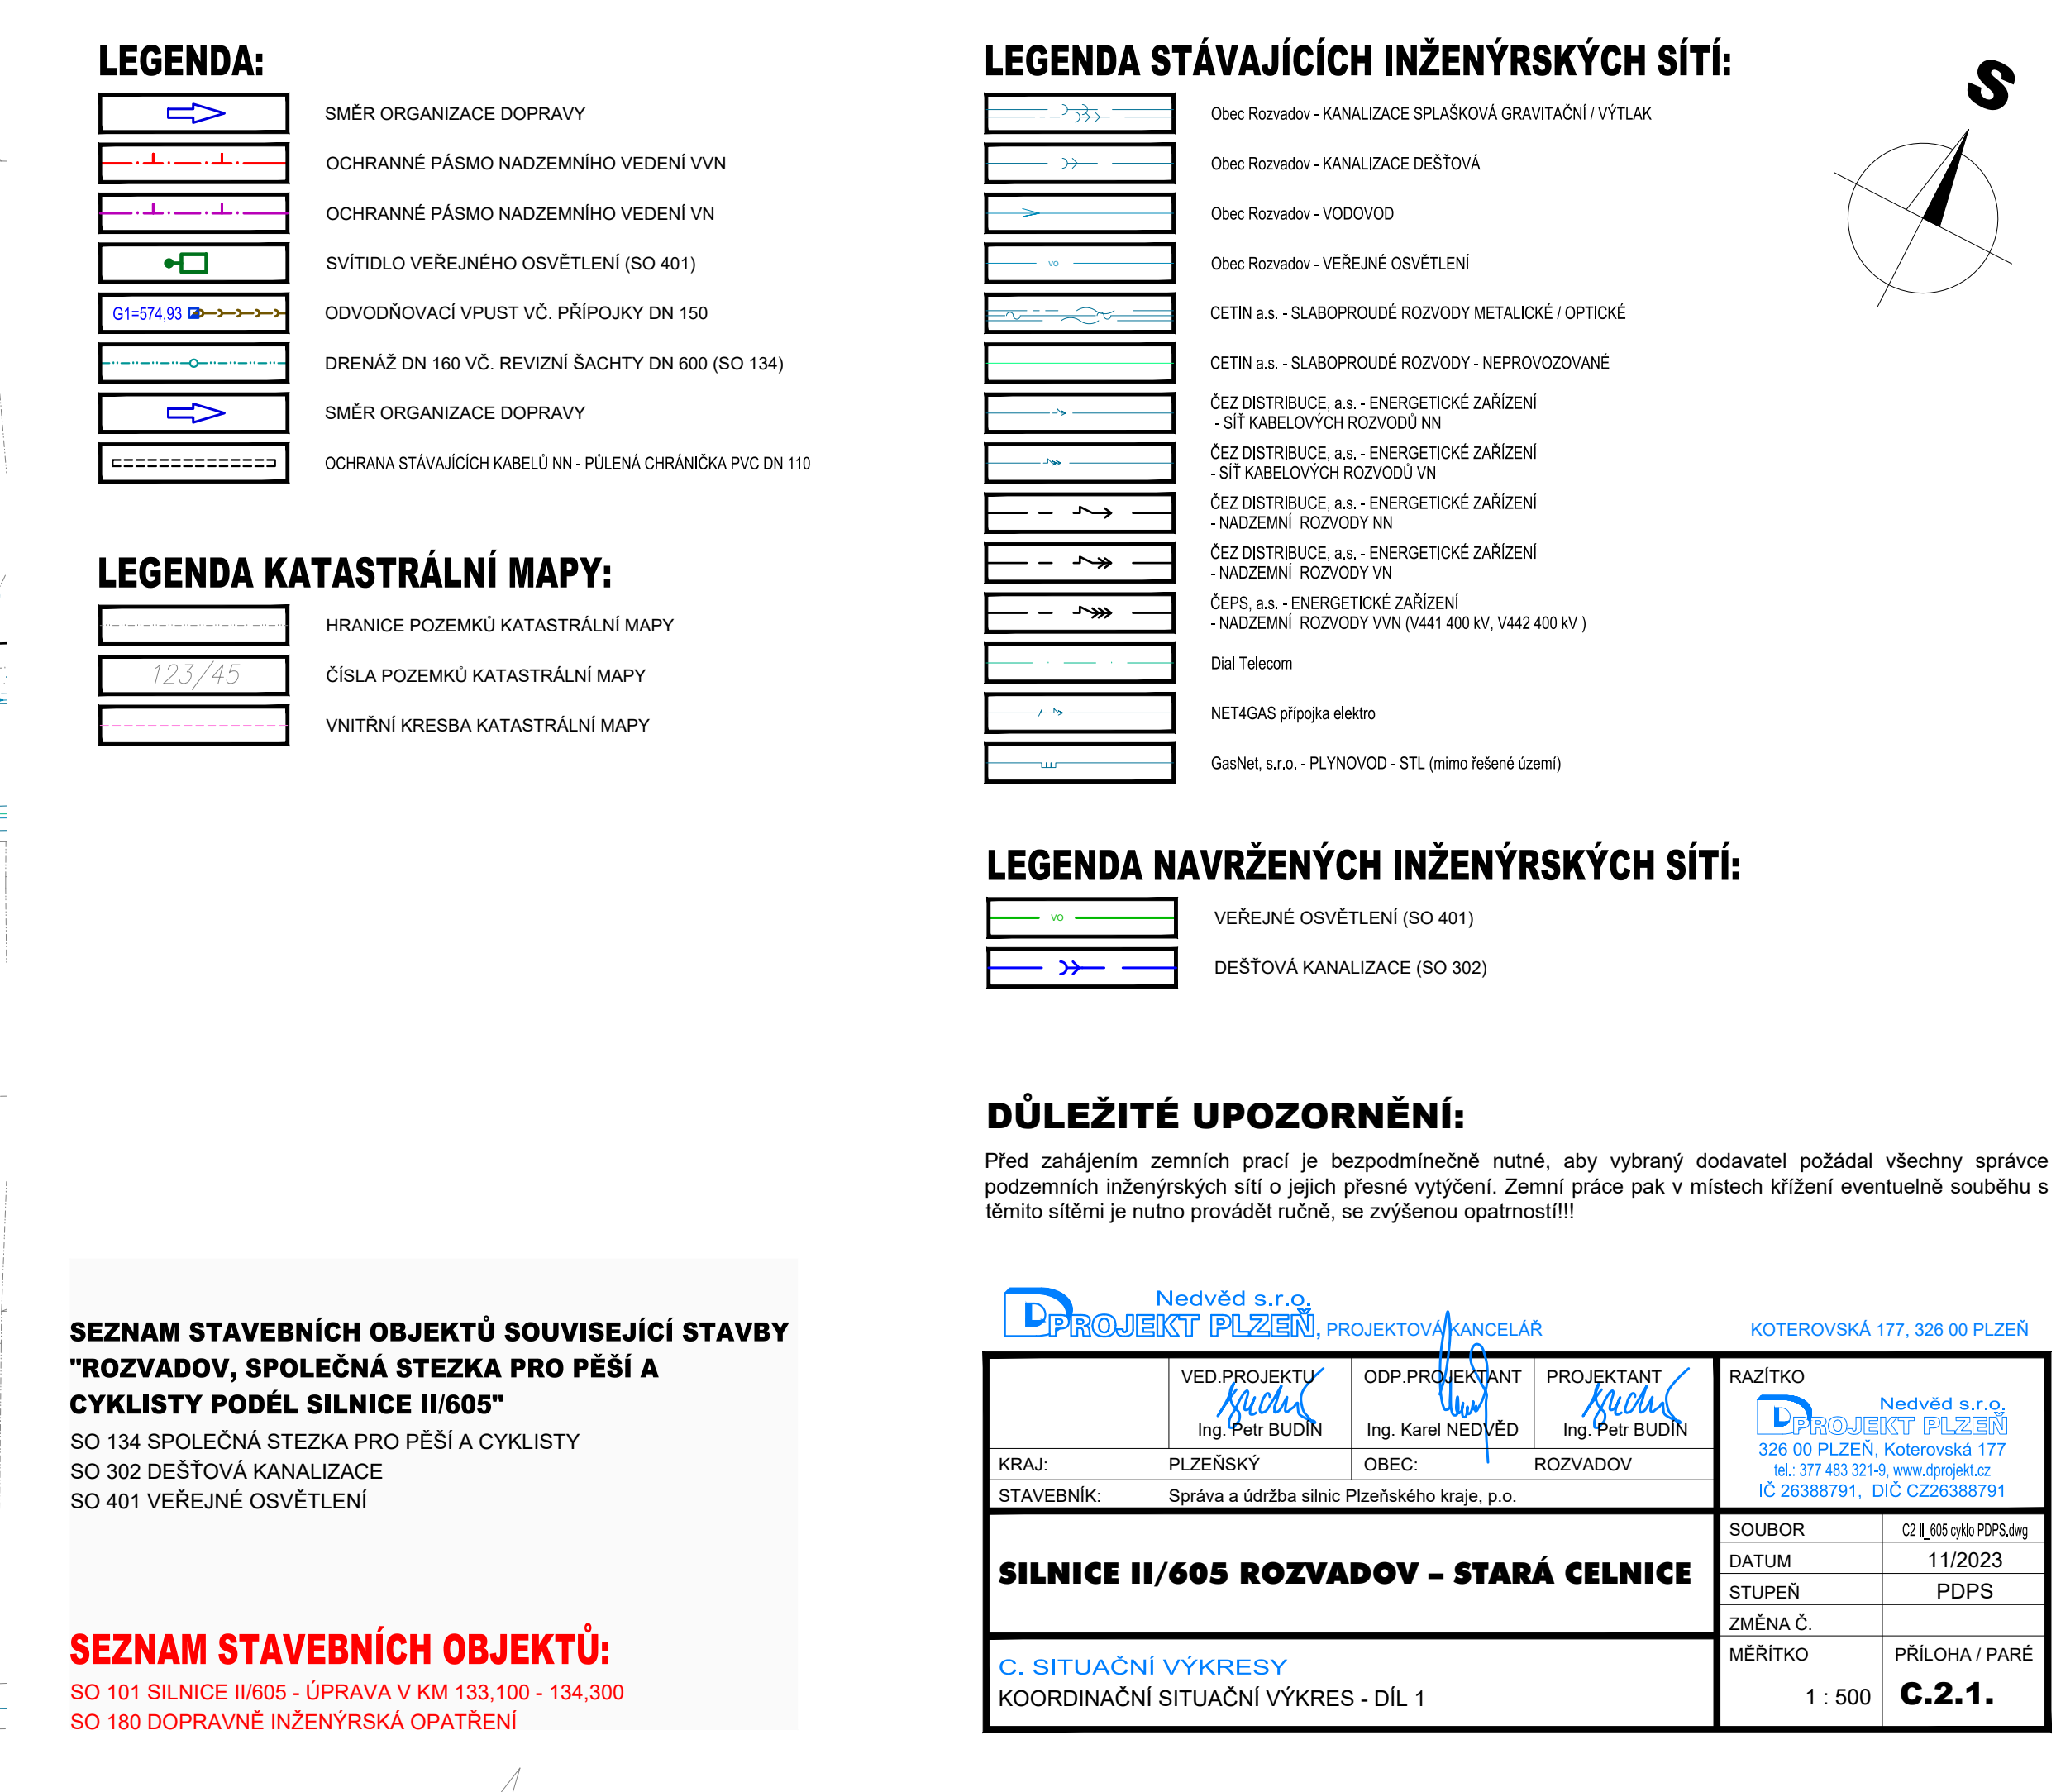 LEGENDA:
SMĚR ORGANIZACE DOPRAVY
OCHRANNÉ PÁSMO NADZEMNÍHO VEDENÍ VVN
OCHRANNÉ PÁSMO NADZEMNÍHO VEDENÍ VN
SVÍTIDLO VEŘEJNÉHO OSVĚTLENÍ (SO 401)
G1=574,93 ODVODŇOVACÍ VPUST VČ. PŘÍPOJKY DN 150
DRENÁŽ DN 160 VČ. REVIZNÍ ŠACHTY DN 600 (SO 134)
SMĚR ORGANIZACE DOPRAVY
OCHRANA STÁVAJÍCÍCH KABELŮ NN - PŮLENÁ CHRÁNIČKA PVC DN 110
LEGENDA KATASTRÁLNÍ MAPY:
HRANICE POZEMKŮ KATASTRÁLNÍ MAPY
123/45 ČÍSLA POZEMKŮ KATASTRÁLNÍ MAPY
VNITŘNÍ KRESBA KATASTRÁLNÍ MAPY
LEGENDA STÁVAJÍCÍCH INŽENÝRSKÝCH SÍTÍ:
Obec Rozvadov - KANALIZACE SPLAŠKOVÁ GRAVITAČNÍ / VÝTLAK
Obec Rozvadov - KANALIZACE DEŠŤOVÁ
Obec Rozvadov - VODOVOD
VO Obec Rozvadov - VEŘEJNÉ OSVĚTLENÍ
CETIN a.s. - SLABOPROUDÉ ROZVODY METALICKÉ / OPTICKÉ
CETIN a.s. - SLABOPROUDÉ ROZVODY - NEPROVOZOVANÉ
ČEZ DISTRIBUCE, a.s. - ENERGETICKÉ ZAŘÍZENÍ
- SÍŤ KABELOVÝCH ROZVODŮ NN
ČEZ DISTRIBUCE, a.s. - ENERGETICKÉ ZAŘÍZENÍ
- SÍŤ KABELOVÝCH ROZVODŮ VN
ČEZ DISTRIBUCE, a.s. - ENERGETICKÉ ZAŘÍZENÍ
- NADZEMNÍ ROZVODY NN
ČEZ DISTRIBUCE, a.s. - ENERGETICKÉ ZAŘÍZENÍ
- NADZEMNÍ ROZVODY VN
ČEPS, a.s. - ENERGETICKÉ ZAŘÍZENÍ
- NADZEMNÍ ROZVODY VVN (V441 400 kV, V442 400 kV )
Dial Telecom
NET4GAS přípojka elektro
GasNet, s.r.o. - PLYNOVOD - STL (mimo řešené území)
S
LEGENDA NAVRŽENÝCH INŽENÝRSKÝCH SÍTÍ:
VO VEŘEJNÉ OSVĚTLENÍ (SO 401)
DEŠŤOVÁ KANALIZACE (SO 302)
DŮLEŽITÉ UPOZORNĚNÍ:
Před zahájením zemních prací je bezpodmínečně nutné, aby vybraný dodavatel požádal všechny správce
podzemních inženýrských sítí o jejich přesné vytýčení. Zemní práce pak v místech křížení eventuelně souběhu s
těmito sítěmi je nutno provádět ručně, se zvýšenou opatrností!!!
SEZNAM STAVEBNÍCH OBJEKTŮ SOUVISEJÍCÍ STAVBY
"ROZVADOV, SPOLEČNÁ STEZKA PRO PĚŠÍ A
CYKLISTY PODÉL SILNICE II/605"
SO 134 SPOLEČNÁ STEZKA PRO PĚŠÍ A CYKLISTY
SO 302 DEŠŤOVÁ KANALIZACE
SO 401 VEŘEJNÉ OSVĚTLENÍ
SEZNAM STAVEBNÍCH OBJEKTŮ:
SO 101 SILNICE II/605 - ÚPRAVA V KM 133,100 - 134,300
SO 180 DOPRAVNĚ INŽENÝRSKÁ OPATŘENÍ
Nedvěd s.r.o.
DPROJEKT PLZEŇ, PROJEKTOVÁ KANCELÁŘ KOTEROVSKÁ 177, 326 00 PLZEŇ
VED.PROJEKTU ODP.PROJEKTANT PROJEKTANT
Ing. Petr BUDÍN Ing. Karel NEDVĚD Ing. Petr BUDÍN
KRAJ: PLZEŇSKÝ OBEC: ROZVADOV
STAVEBNÍK: Správa a údržba silnic Plzeňského kraje, p.o.
RAZÍTKO
Nedvěd s.r.o.
DPROJEKT PLZEŇ
326 00 PLZEŇ, Koterovská 177
tel.: 377 483 321-9, www.dprojekt.cz
IČ 26388791, DIČ CZ26388791
SILNICE II/605 ROZVADOV – STARÁ CELNICE
SOUBOR C2 II_605 cyklo PDPS.dwg
DATUM 11/2023
STUPEŇ PDPS
ZMĚNA Č.
C. SITUAČNÍ VÝKRESY
KOORDINAČNÍ SITUAČNÍ VÝKRES - DÍL 1
MĚŘÍTKO PŘÍLOHA / PARÉ
1 : 500 C.2.1.